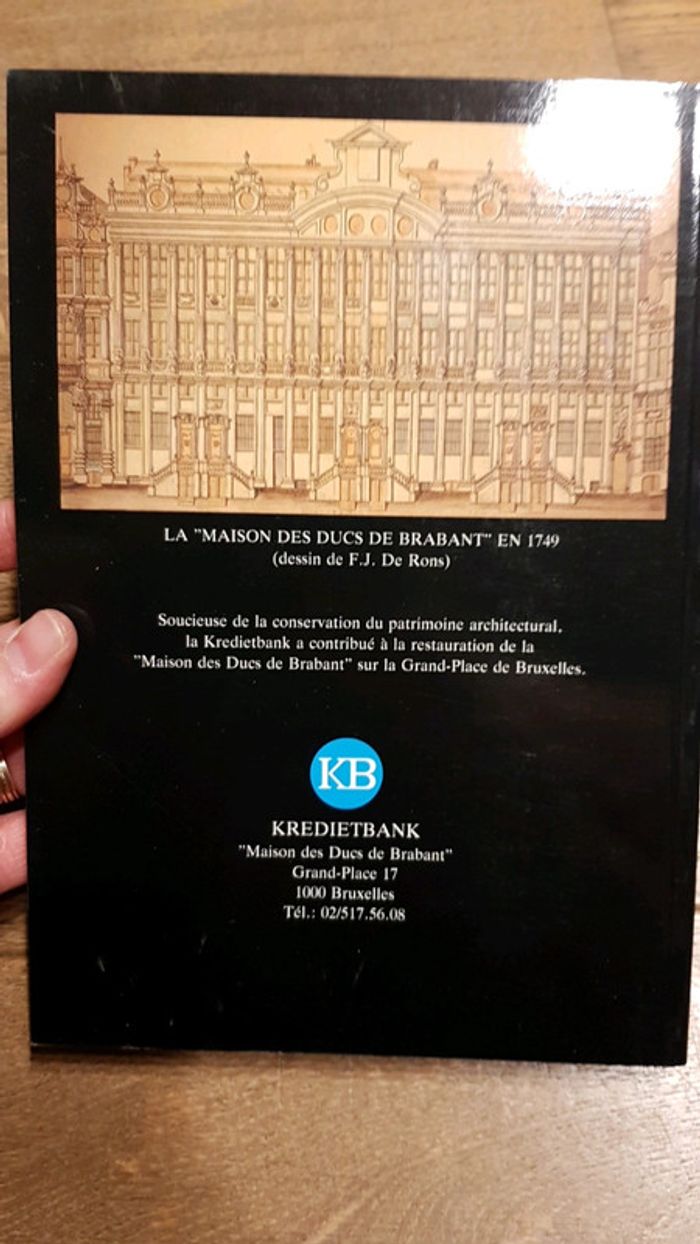 LA "MAISON DES DUCS DE BRABANT" EN 1749
(dessin de F.J. De Rons)
Soucieuse de la conservation du patrimoine architectural,
la Kredietbank a contribué à la restauration de la
"Maison des Ducs de Brabant" sur la Grand-Place de Bruxelles.
KB
KREDIETBANK
"Maison des Ducs de Brabant"
Grand-Place 17
1000 Bruxelles
Tél.: 02/517.56.08